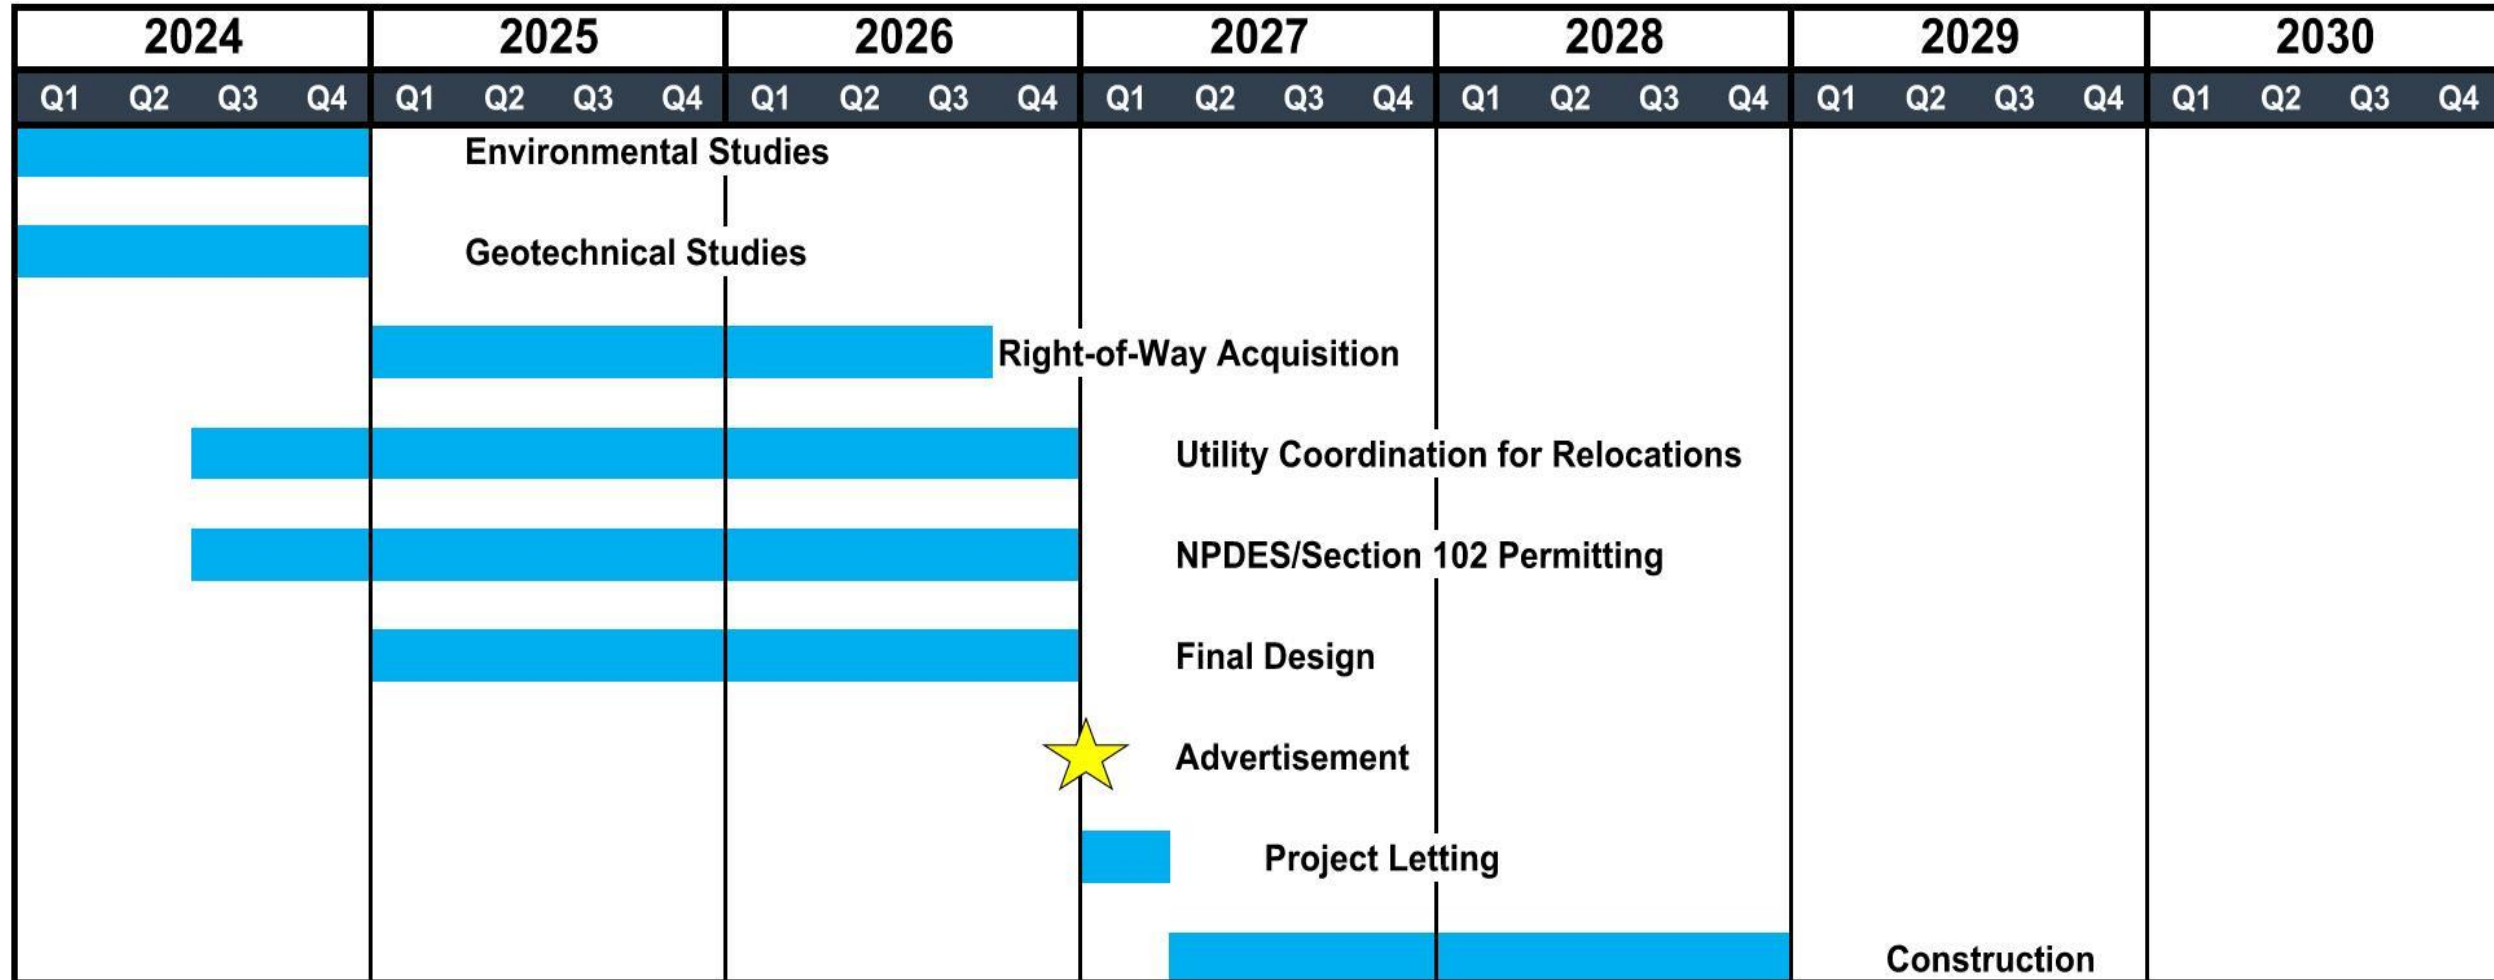 2024 2025 2026 2027 2028 2029 2030
Q1 Q2 Q3 Q4 Q1 Q2 Q3 Q4 Q1 Q2 Q3 Q4 Q1 Q2 Q3 Q4 Q1 Q2 Q3 Q4 Q1 Q2 Q3 Q4 Q1 Q2 Q3 Q4
Environmental Studies
Geotechnical Studies
Right-of-Way Acquisition
Utility Coordination for Relocations
NPDES/Section 102 Permitting
Final Design
Advertisement
Project Letting
Construction